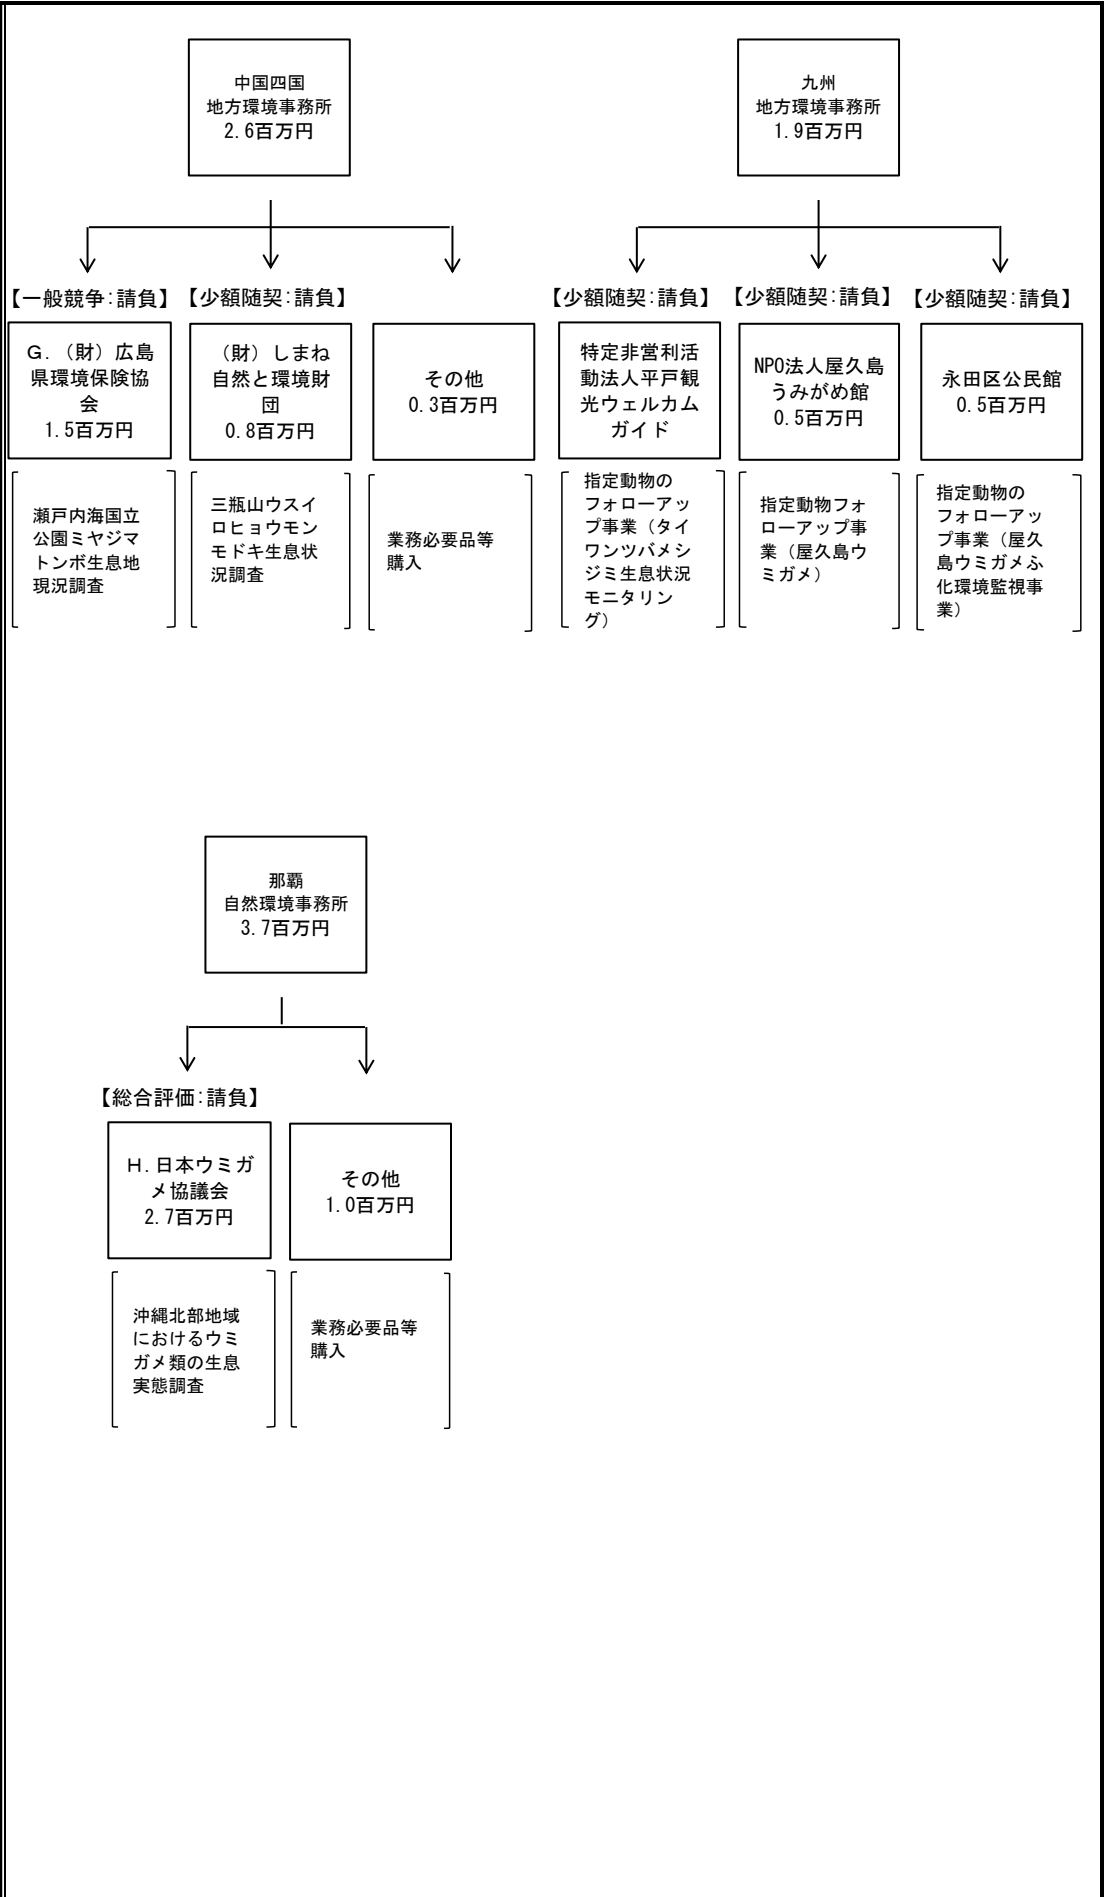 中国四国
地方環境事務所
2.6百万円
九州
地方環境事務所
1.9百万円
【一般競争:請負】
【少額随契:請負】
【少額随契:請負】
【少額随契:請負】
【少額随契:請負】
G.（財）広島
県環境保険協
会
1.5百万円
（財）しまね
自然と環境財
団
0.8百万円
その他
0.3百万円
特定非営利活
動法人平戸観
光ウェルカム
ガイド
NPO法人屋久島
うみがめ館
0.5百万円
永田区公民館
0.5百万円
瀬戸内海国立
公園ミヤジマ
トンボ生息地
現況調査
三瓶山ウスイ
ロヒョウモン
モドキ生息状
況調査
業務必要品等
購入
指定動物の
フォローアッ
プ事業（タイ
ワンツバメシ
ジミ生息状況
モニタリン
グ）
指定動物フォ
ローアップ事
業（屋久島ウ
ミガメ）
指定動物の
フォローアッ
プ事業（屋久
島ウミガメふ
化環境監視事
業）
那覇
自然環境事務所
3.7百万円
【総合評価:請負】
H.日本ウミガ
メ協議会
2.7百万円
その他
1.0百万円
沖縄北部地域
におけるウミ
ガメ類の生息
実態調査
業務必要品等
購入